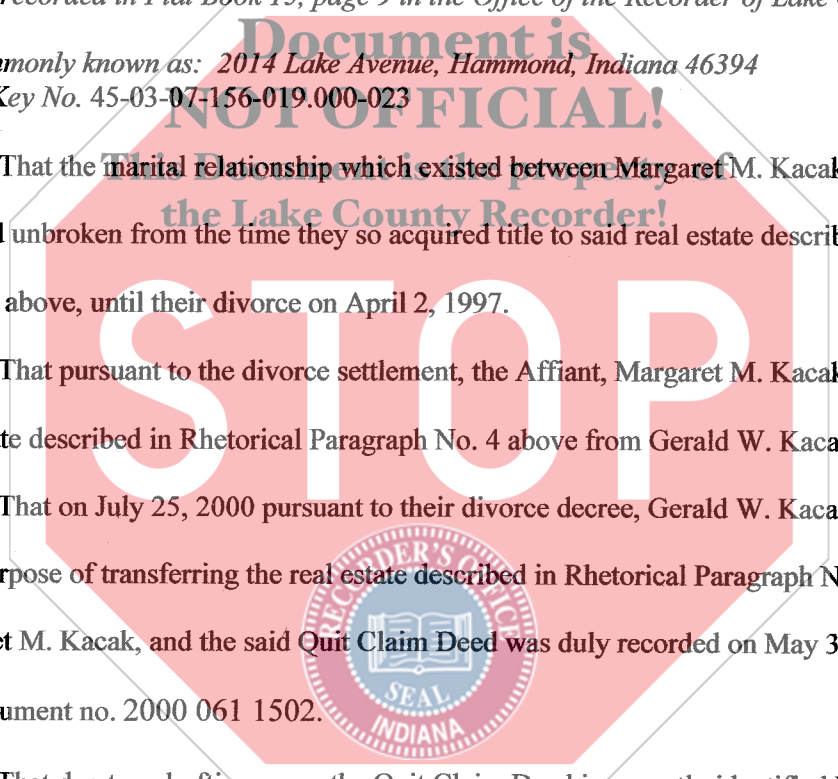 recorded in Plat Book 15, page 9 in the Office of the Recorder of Lake
Document is
mmonly known as: 2014 Lake Avenue, Hammond, Indiana 46394
Key No. 45-03-07-156-019.000-023
NOT OFFICIAL!
That the marital relationship which existed between Margaret M. Kacak
This Document is the property of
the Lake County Recorder!
unbroken from the time they so acquired title to said real estate describ
above, until their divorce on April 2, 1997.
STOP
That pursuant to the divorce settlement, the Affiant, Margaret M. Kacak
te described in Rhetorical Paragraph No. 4 above from Gerald W. Kaca
That on July 25, 2000 pursuant to their divorce decree, Gerald W. Kaca
rpose of transferring the real estate described in Rhetorical Paragraph N
et M. Kacak, and the said Quit Claim Deed was duly recorded on May 3
ument no. 2000 061 1502.
RECORDER'S OFFICE
SEAL
INDIANA